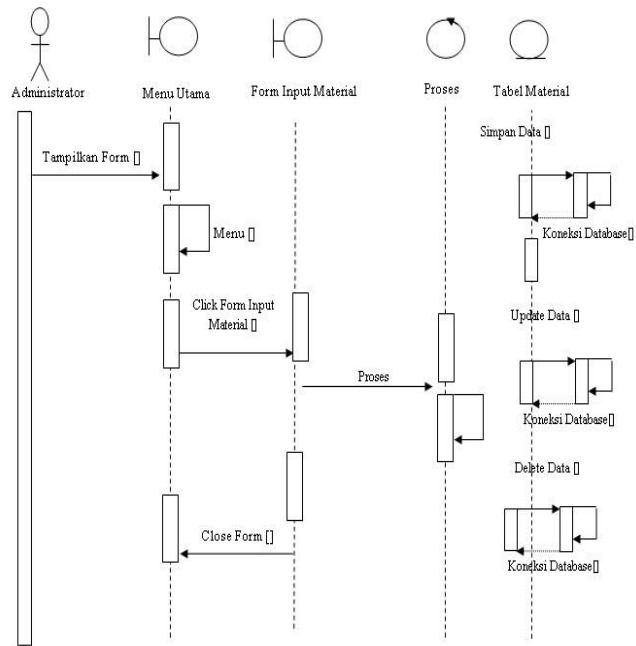 Administrator
Menu Utama
Form Input Material
Proses
Tabel Material
Simpan Data []
Tampilkan Form []
Menu []
Koneksi Database[]
Click Form Input
Material []
Update Data []
Proses
Koneksi Database[]
Delete Data []
Close Form []
Koneksi Database[]